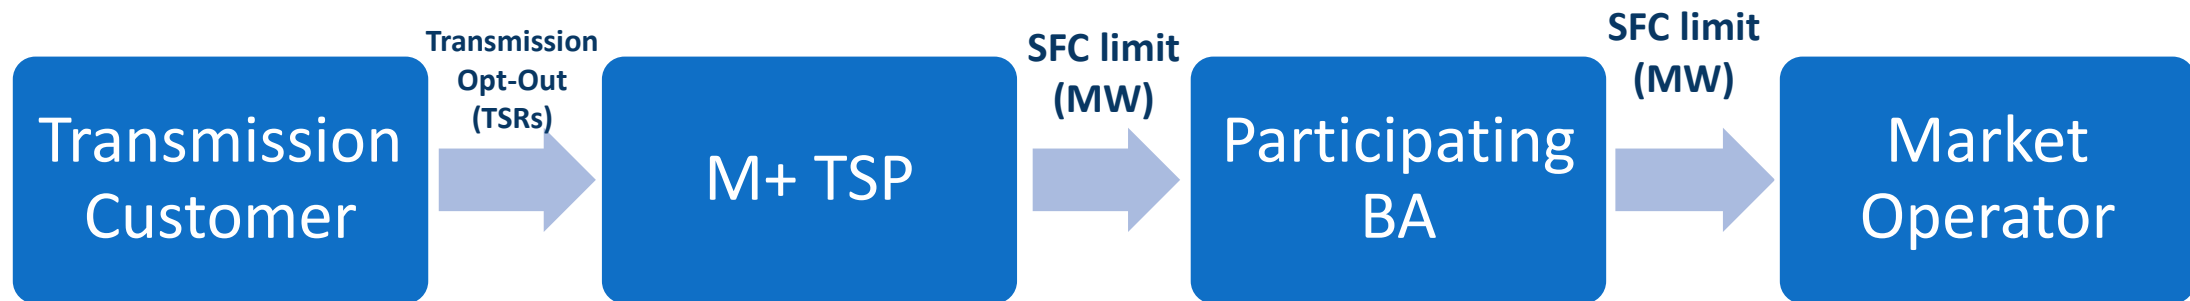 Transmission
Customer
Transmission
Opt-Out
(TSRs)
M+ TSP
SFC limit
(MW)
Participating
BA
SFC limit
(MW)
Market
Operator